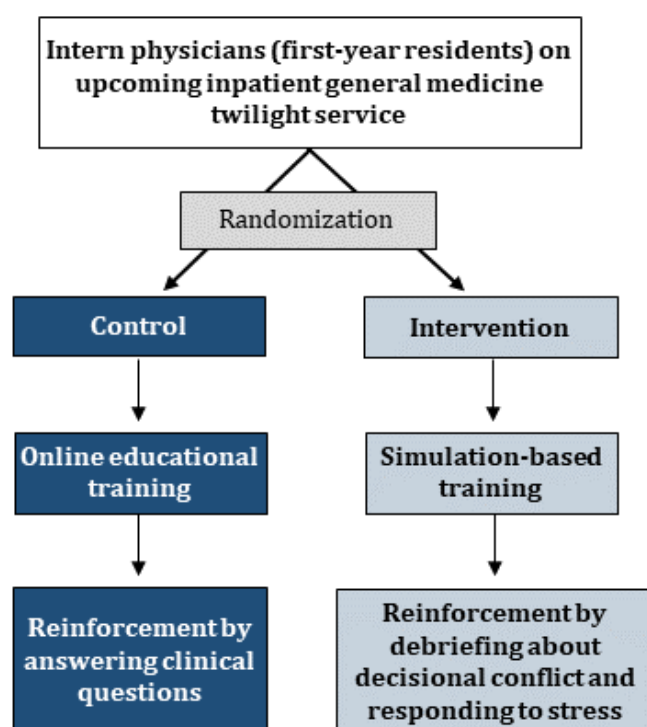 Intern physicians (first-year residents) on
upcoming inpatient general medicine
twilight service
Randomization
Control
Intervention
Online educational
training
Simulation-based
training
Reinforcement by
answering clinical
questions
Reinforcement by
debriefing about
decisional conflict and
responding to stress